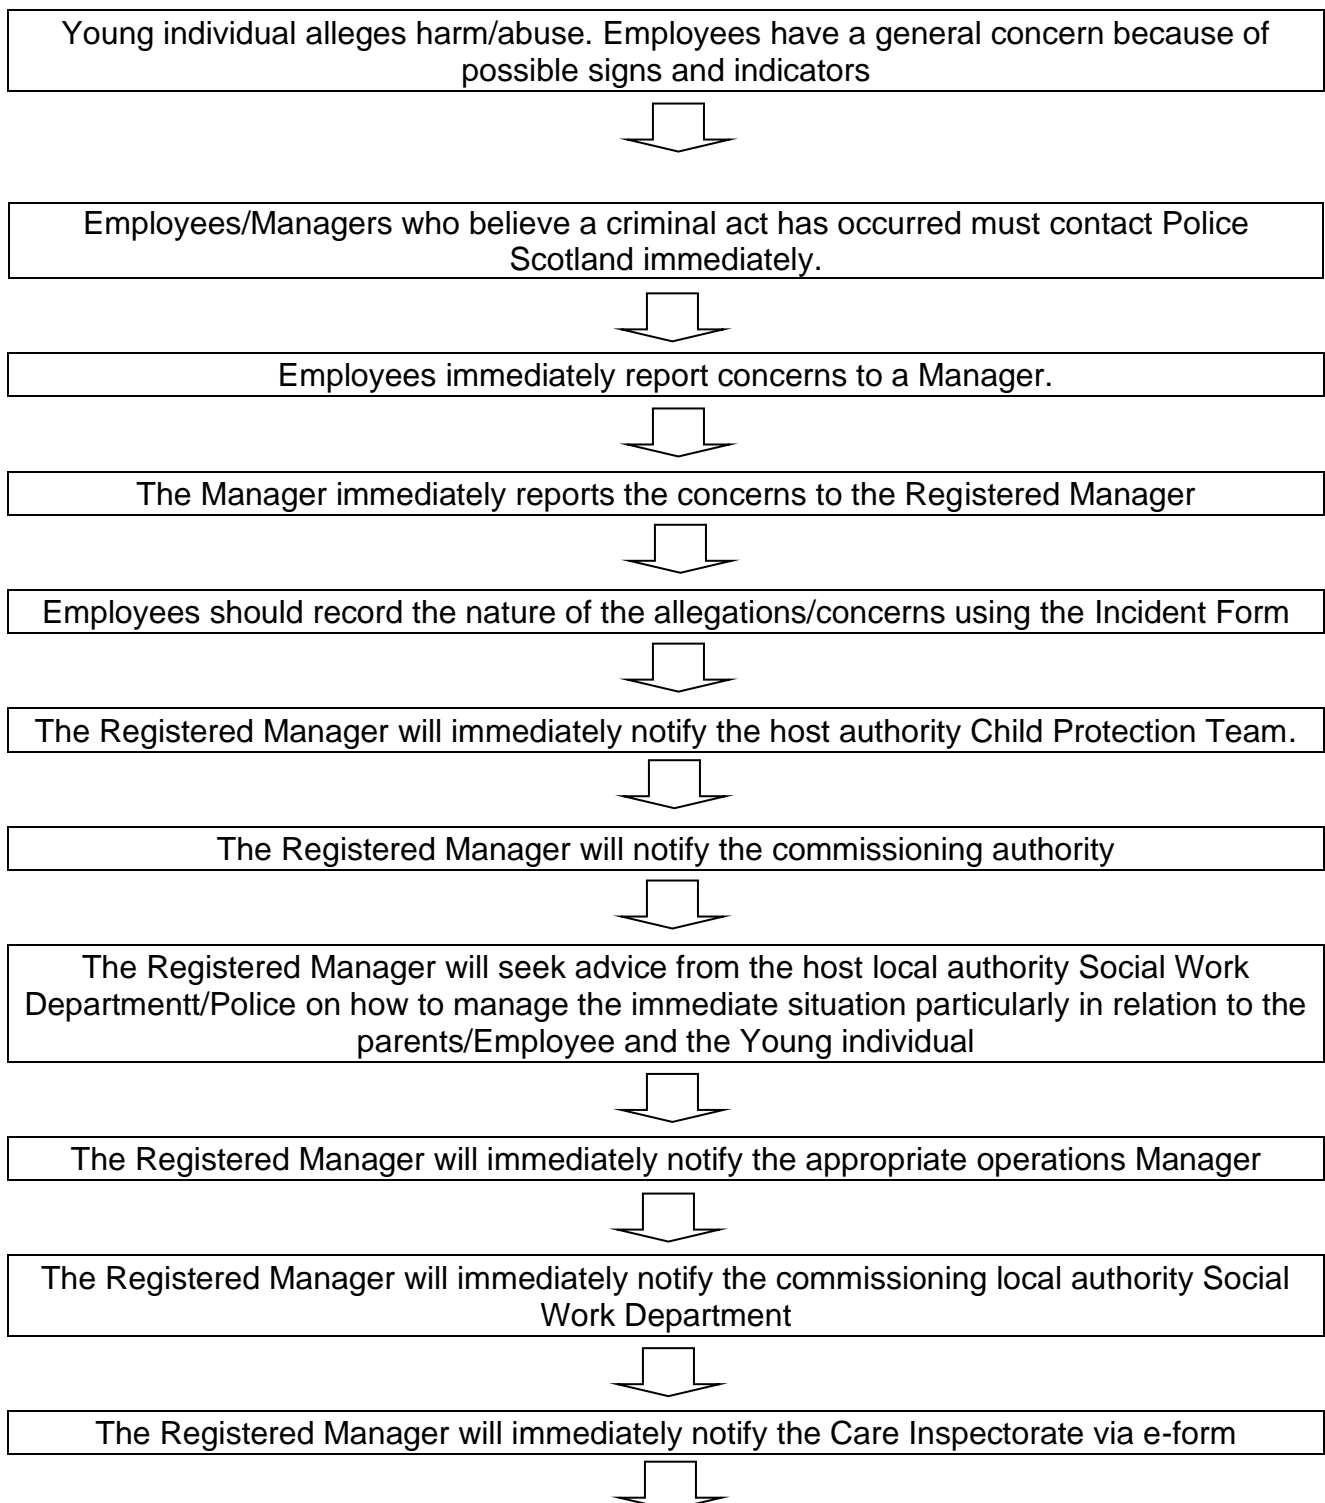 Young individual alleges harm/abuse. Employees have a general concern because of
possible signs and indicators
Employees/Managers who believe a criminal act has occurred must contact Police
Scotland immediately.
Employees immediately report concerns to a Manager.
The Manager immediately reports the concerns to the Registered Manager
Employees should record the nature of the allegations/concerns using the Incident Form
The Registered Manager will immediately notify the host authority Child Protection Team.
The Registered Manager will notify the commissioning authority
The Registered Manager will seek advice from the host local authority Social Work
Departmentt/Police on how to manage the immediate situation particularly in relation to the
parents/Employee and the Young individual
The Registered Manager will immediately notify the appropriate operations Manager
The Registered Manager will immediately notify the commissioning local authority Social
Work Department
The Registered Manager will immediately notify the Care Inspectorate via e-form